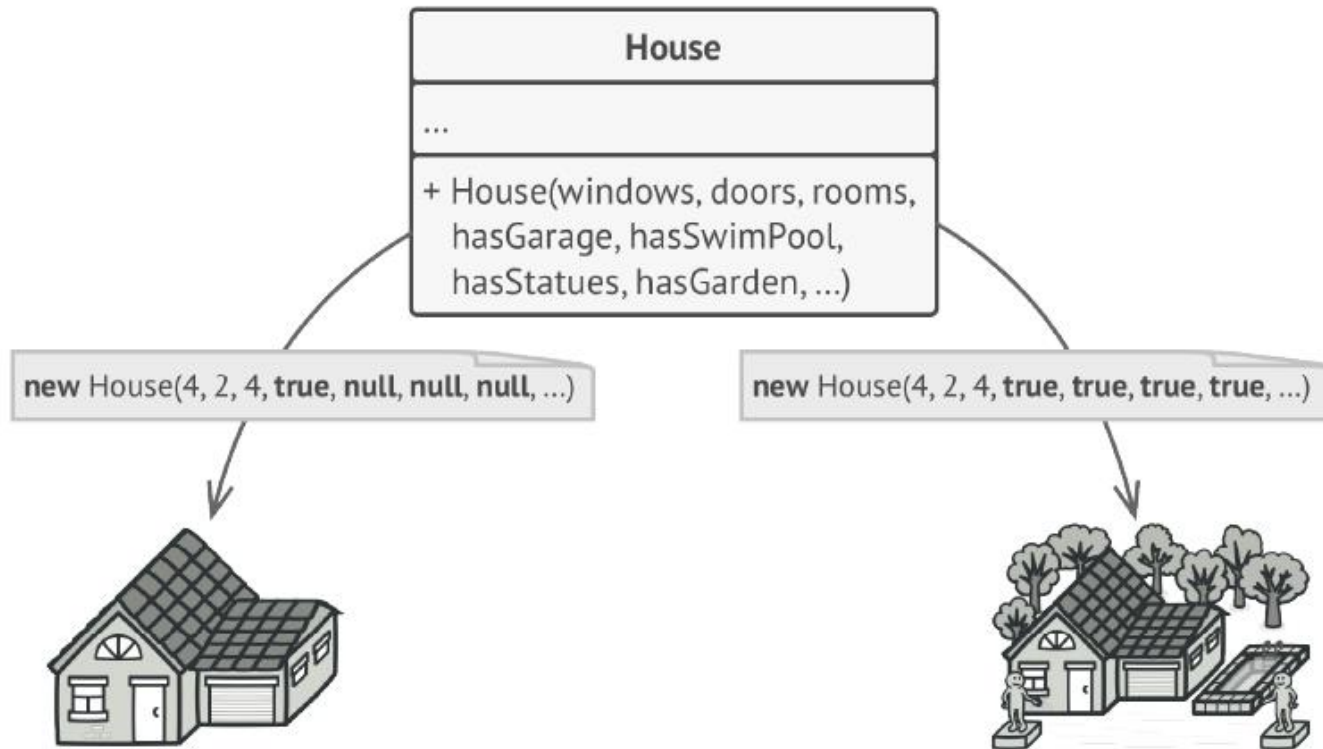 House
...
+ House(windows, doors, rooms,
hasGarage, hasSwimPool,
hasStatues, hasGarden, ...)
new House(4, 2, 4, true, null, null, null, ...)
new House(4, 2, 4, true, true, true, true, ...)